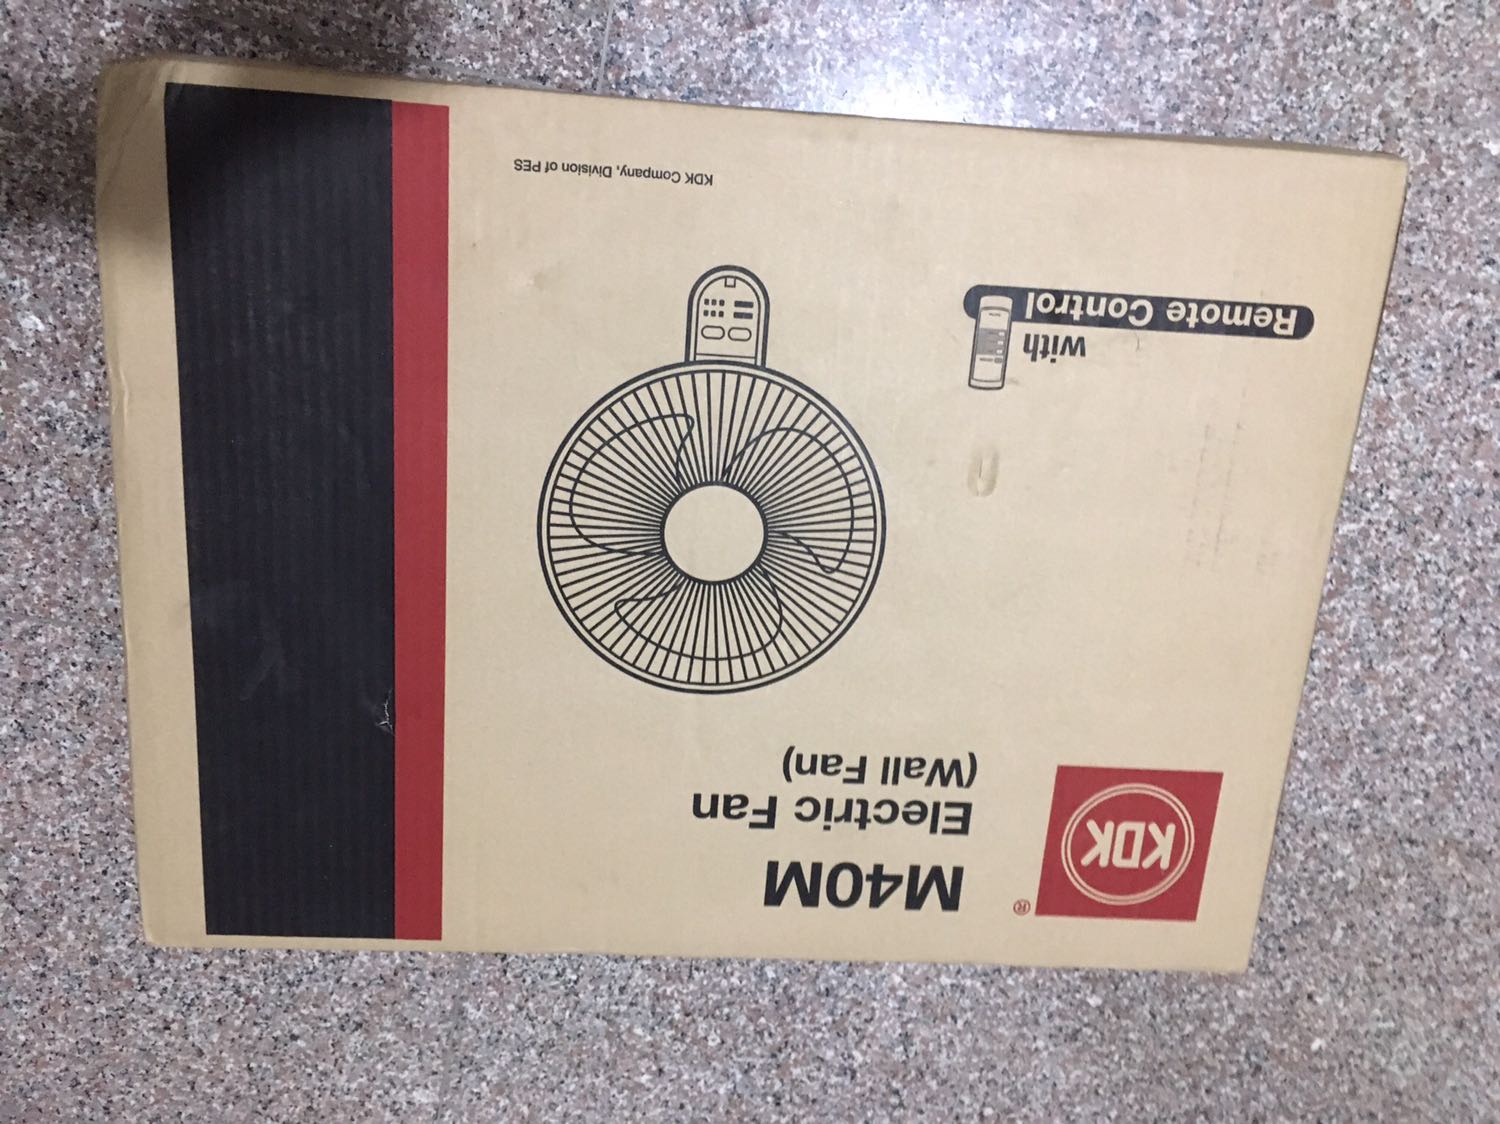 KDK
®
M40M
Electric Fan
(Wall Fan)
with
Remote Control
KDK Company, Division of PES